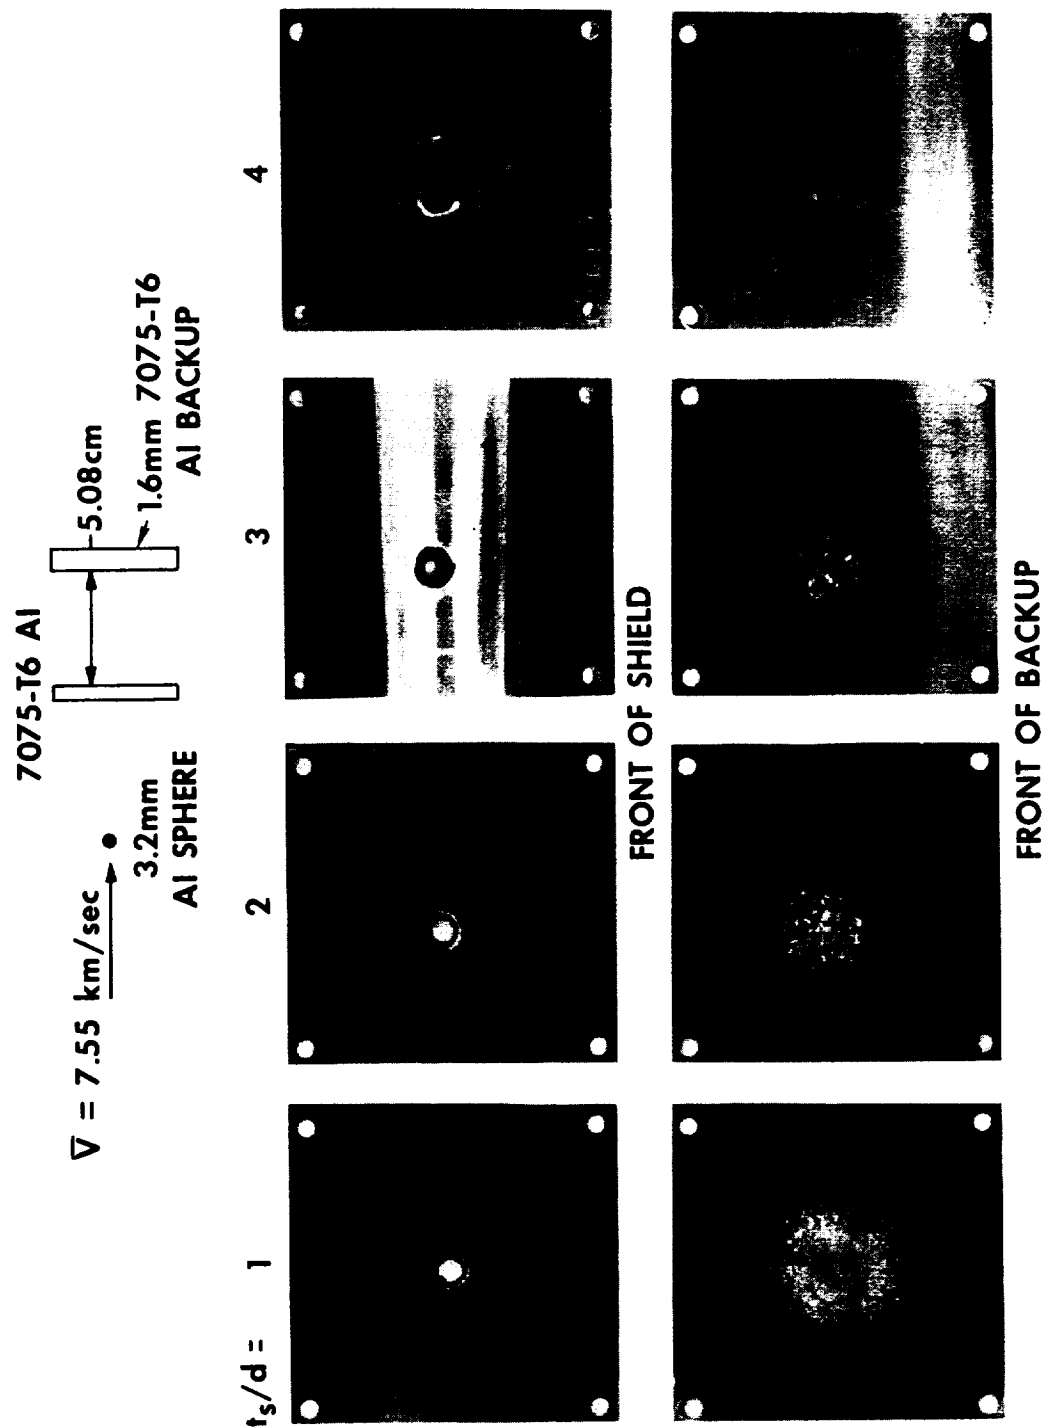 7075-T6 Al
V̅ = 7.55 km/sec
3.2mm
Al SPHERE
5.08cm
1.6mm 7075-T6
Al BACKUP
ts/d = 1 2 3 4
FRONT OF SHIELD
FRONT OF BACKUP